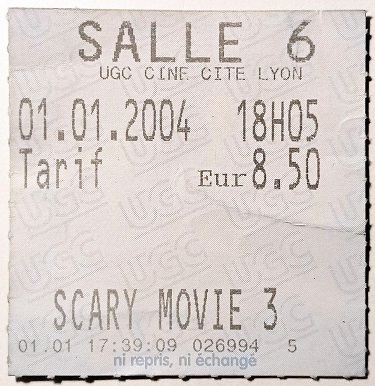 SALLE 6
UGC CINE CITE LYON
01.01.2004 18H05
Tarif Eur 8.50
SCARY MOVIE 3
01.01 17:39:09 026994 5
ni repris, ni échangé